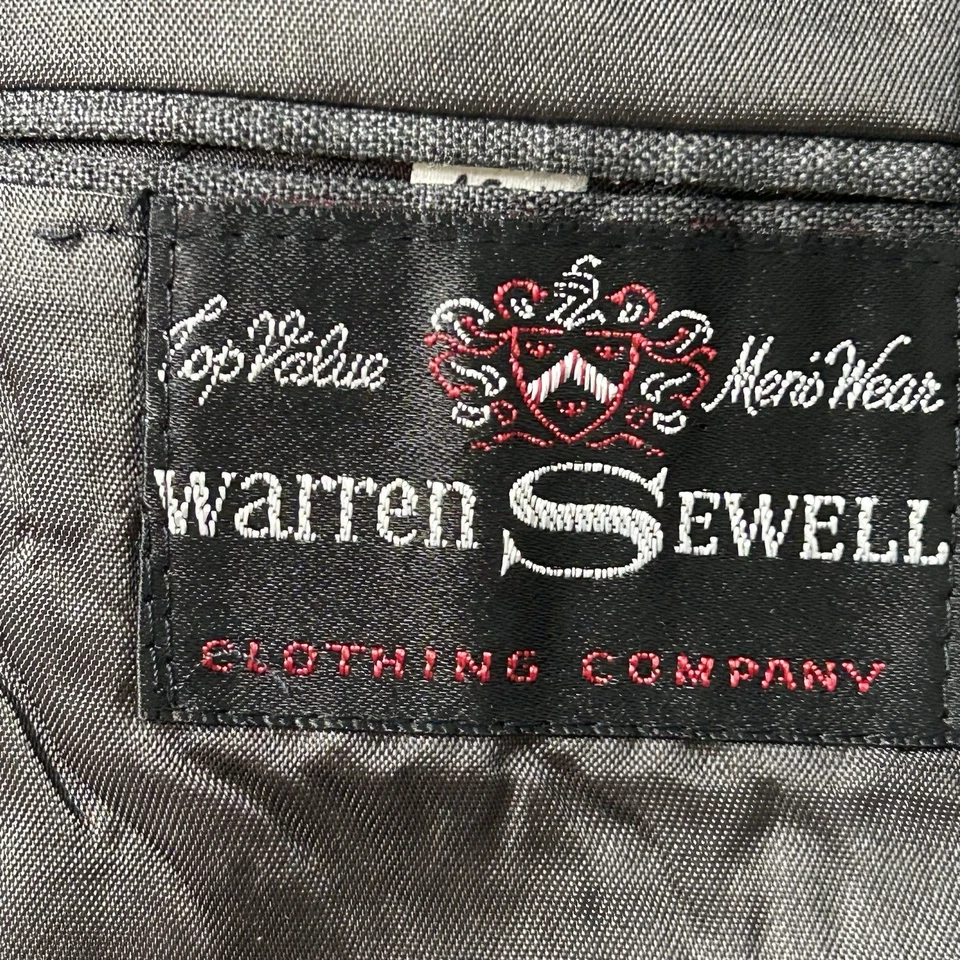 Top Value Men's Wear
Warren SEWELL
CLOTHING COMPANY